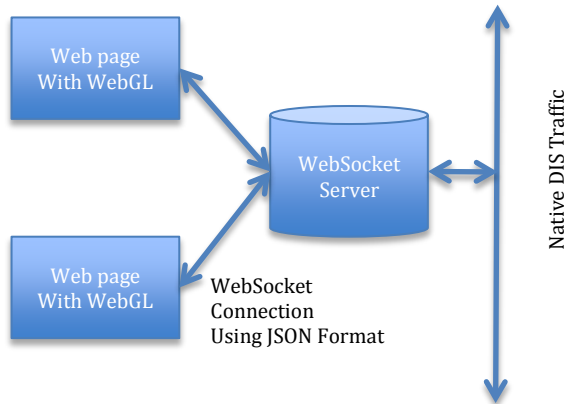 Web page
With WebGL
WebSocket
Server
Native DIS Traffic
Web page
With WebGL
WebSocket
Connection
Using JSON Format